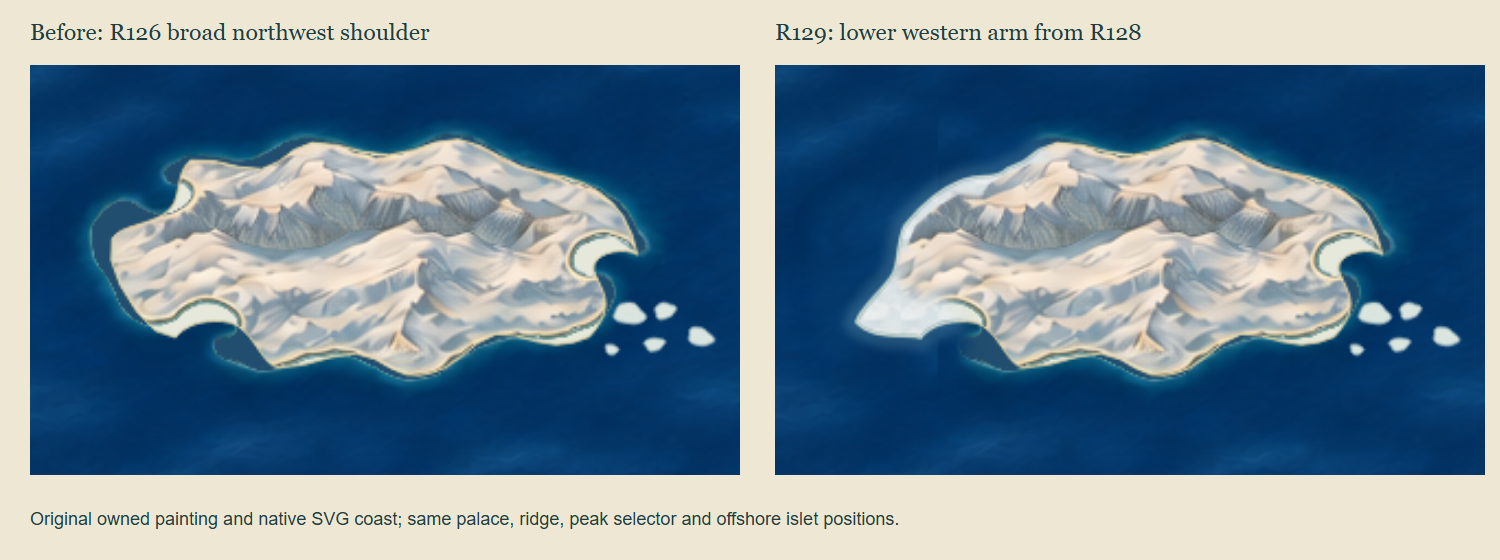 Before: R126 broad northwest shoulder
R129: lower western arm from R128
Original owned painting and native SVG coast; same palace, ridge, peak selector and offshore islet positions.